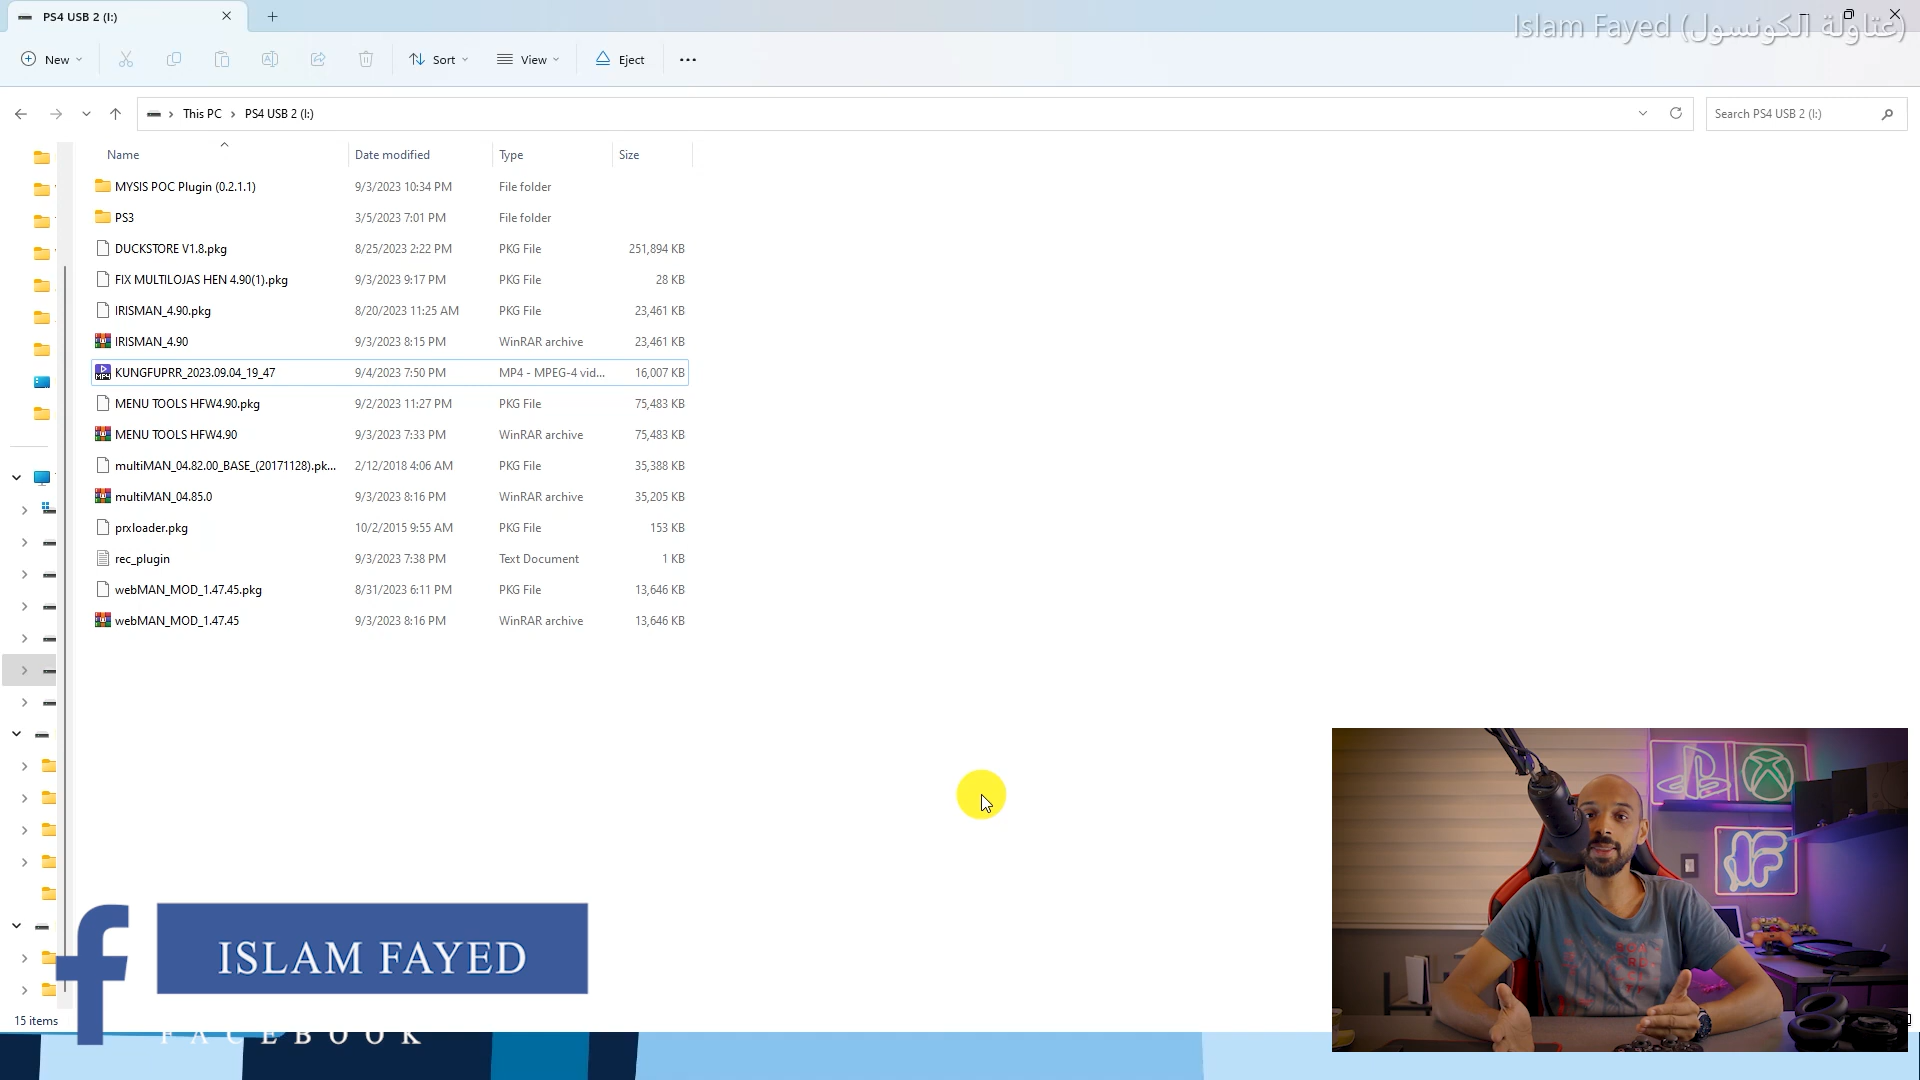 PS4 USB 2 (I:)
Islam Fayed (عتاولة الكونسول)
New
Sort
View
Eject
This PC
PS4 USB 2 (I:)
Search PS4 USB 2 (I:)
Name Date modified Type Size
MYSIS POC Plugin (0.2.1.1) 9/3/2023 10:34 PM File folder
PS3 3/5/2023 7:01 PM File folder
DUCKSTORE V1.8.pkg 8/25/2023 2:22 PM PKG File 251,894 KB
FIX MULTILOJAS HEN 4.90(1).pkg 9/3/2023 9:17 PM PKG File 28 KB
IRISMAN_4.90.pkg 8/20/2023 11:25 AM PKG File 23,461 KB
IRISMAN_4.90 9/3/2023 8:15 PM WinRAR archive 23,461 KB
KUNGFUPRR_2023.09.04_19_47 9/4/2023 7:50 PM MP4 - MPEG-4 vid... 16,007 KB
MENU TOOLS HFW4.90.pkg 9/2/2023 11:27 PM PKG File 75,483 KB
MENU TOOLS HFW4.90 9/3/2023 7:33 PM WinRAR archive 75,483 KB
multiMAN_04.82.00_BASE_(20171128).pk... 2/12/2018 4:06 AM PKG File 35,388 KB
multiMAN_04.85.0 9/3/2023 8:16 PM WinRAR archive 35,205 KB
prxloader.pkg 10/2/2015 9:55 AM PKG File 153 KB
rec_plugin 9/3/2023 7:38 PM Text Document 1 KB
webMAN_MOD_1.47.45.pkg 8/31/2023 6:11 PM PKG File 13,646 KB
webMAN_MOD_1.47.45 9/3/2023 8:16 PM WinRAR archive 13,646 KB
IF
ISLAM FAYED
FACEBOOK
15 items